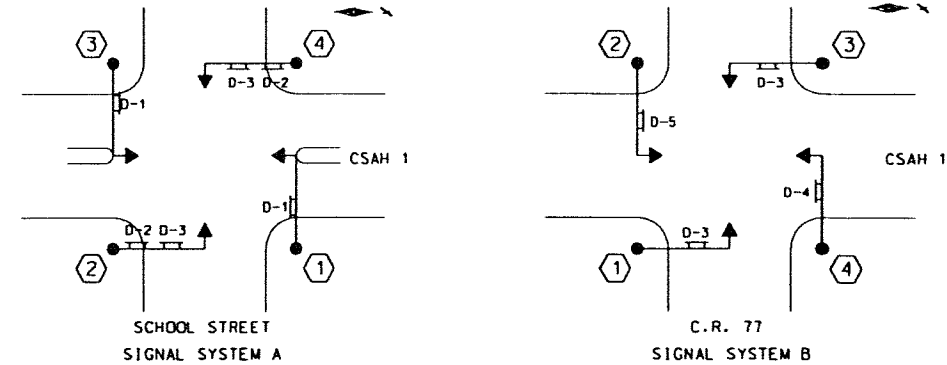 3
4
D-3 D-2
D-1
CSAH 1
D-1
D-2 D-3
2
1
SCHOOL STREET
SIGNAL SYSTEM A
2
3
D-3
D-5
CSAH 1
D-4
D-3
1
4
C.R. 77
SIGNAL SYSTEM B